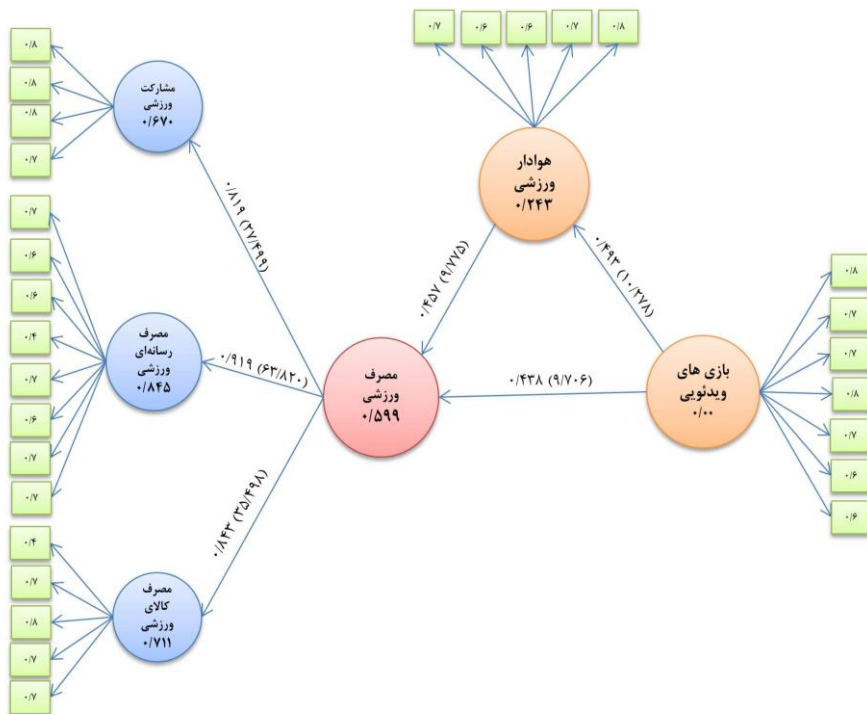 ۰/۷
۰/۶
۰/۶
۰/۷
۰/۸
هوادار
ورزشی
۰/۲۴۳
۰/۴۹۳ (۱۰/۲۷۸)
۰/۴۵۷ (۹/۷۷۵)
بازی های
ویدئویی
۰/۰۰
۰/۸
۰/۷
۰/۷
۰/۸
۰/۷
۰/۶
۰/۶
۰/۴۳۸ (۹/۷۰۶)
مصرف
ورزشی
۰/۵۹۹
۰/۸۱۹ (۲۷/۴۹۹)
۰/۹۱۹ (۶۳/۸۲۰)
۰/۸۴۳ (۳۵/۴۹۸)
مشارکت
ورزشی
۰/۶۷۰
۰/۸
۰/۸
۰/۸
۰/۷
مصرف
رسانه‌ای
ورزشی
۰/۸۴۵
۰/۷
۰/۶
۰/۶
۰/۴
۰/۷
۰/۶
۰/۷
۰/۷
مصرف
کالای
ورزشی
۰/۷۱۱
۰/۴
۰/۷
۰/۸
۰/۷
۰/۷